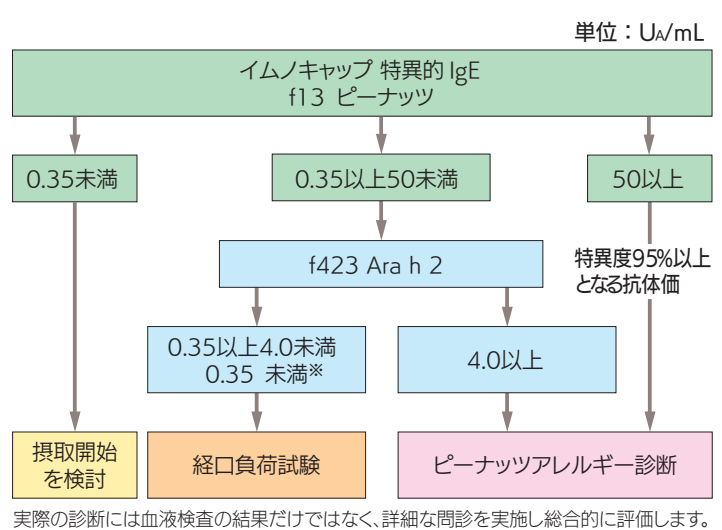 単位：UA/mL
イムノキャップ 特異的 IgE
f13 ピーナッツ
0.35未満
0.35以上50未満
50以上
f423 Ara h 2
特異度95%以上
となる抗体価
0.35以上4.0未満
0.35 未満※
4.0以上
摂取開始
を検討
経口負荷試験
ピーナッツアレルギー診断
実際の診断には血液検査の結果だけではなく、詳細な問診を実施し総合的に評価します。